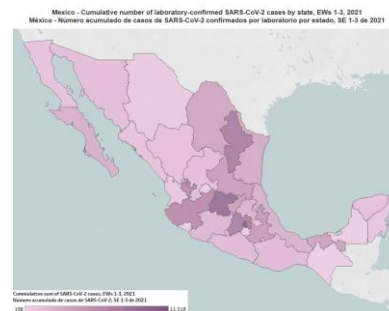 Mexico - Cumulative number of laboratory-confirmed SARS-CoV-2 cases by state, EWs 1-3, 2021
México - Número acumulado de casos de SARS-CoV-2 confirmados por laboratorio por estado, SE 1-3 de 2021
Cummulative sum of SARS-CoV-2 cases, EWs 1-3, 2021
Número acumulado de casos de SARS-CoV-2, SE 1-3 de 2021
11,518